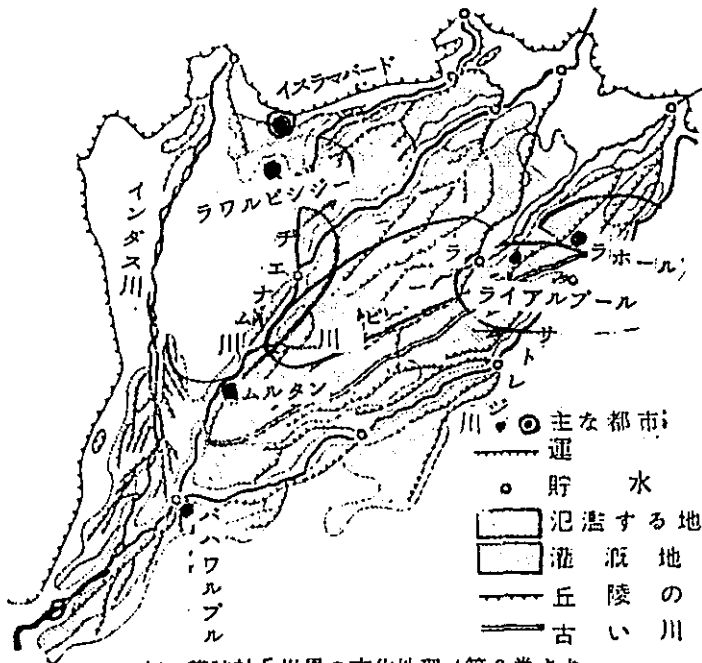 イスラマバード
インダス川
ラワルピンジー
チエナム川
ラービ川
ラホール
ライアルプール
サトレジ川
ムルタン
バハワルプル
主な都市
運
貯水
氾濫する地
灌漑地
丘陵の
古い川